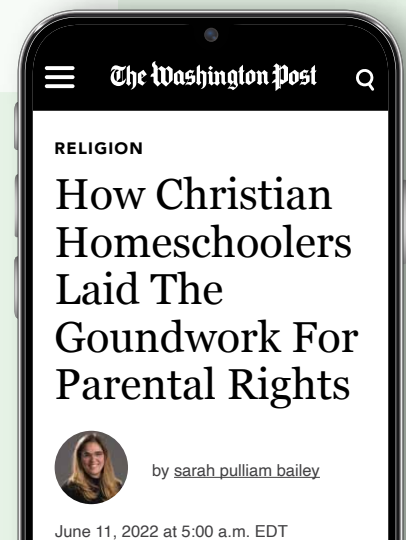 The Washington Post
RELIGION
How Christian
Homeschoolers
Laid The
Goundwork For
Parental Rights
by sarah pulliam bailey
June 11, 2022 at 5:00 a.m. EDT